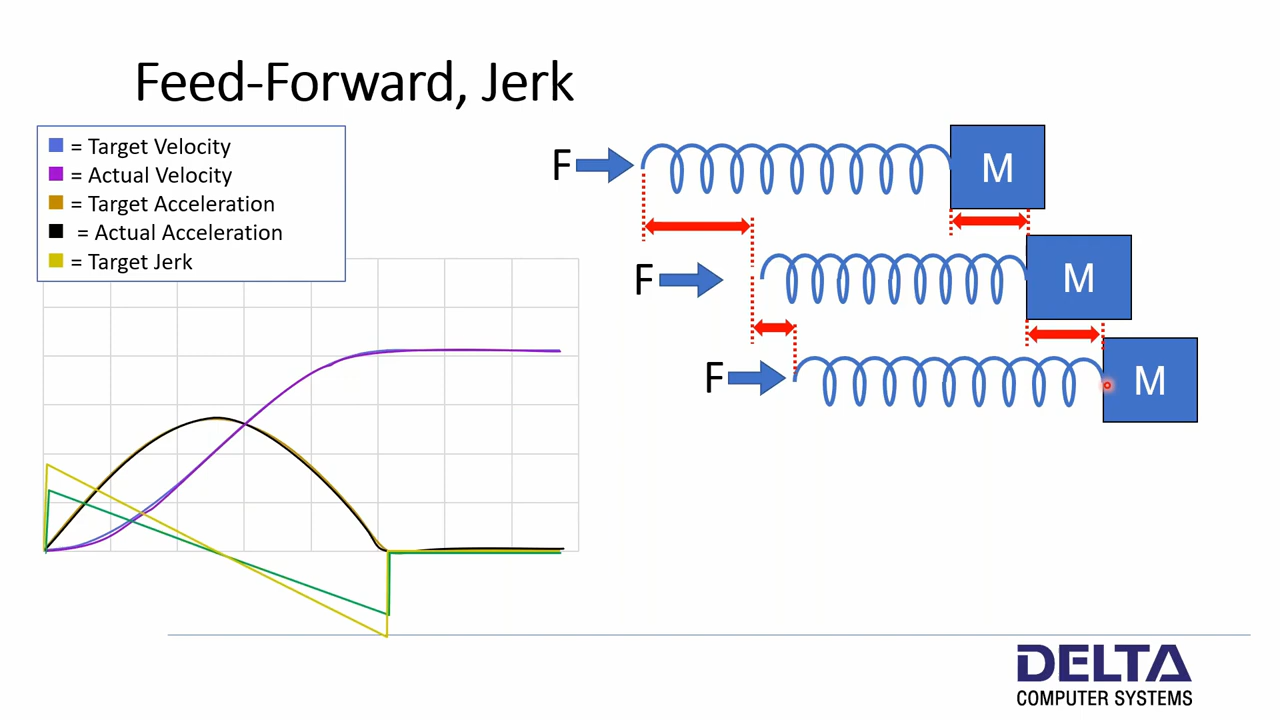 Feed-Forward, Jerk
= Target Velocity
= Actual Velocity
= Target Acceleration
= Actual Acceleration
= Target Jerk
F
M
F
M
F
M
DELTA
COMPUTER SYSTEMS